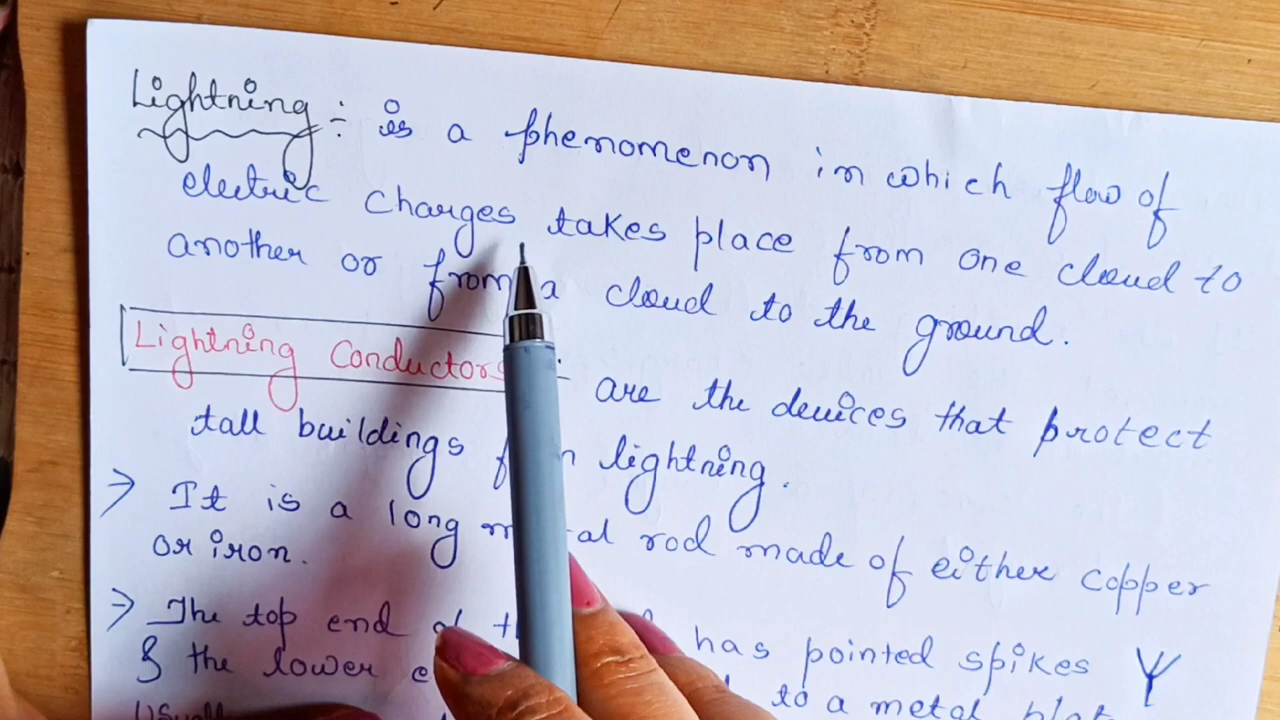 Lightning :- is a phenomenon in which flow of
electric charges takes place from one cloud to
another or from a cloud to the ground.
Lightning Conductors are the devices that protect
tall buildings lightning.
⇒ It is a long rod made of either copper
or iron.
⇒ The top end of has pointed spikes
& the lower to a metal